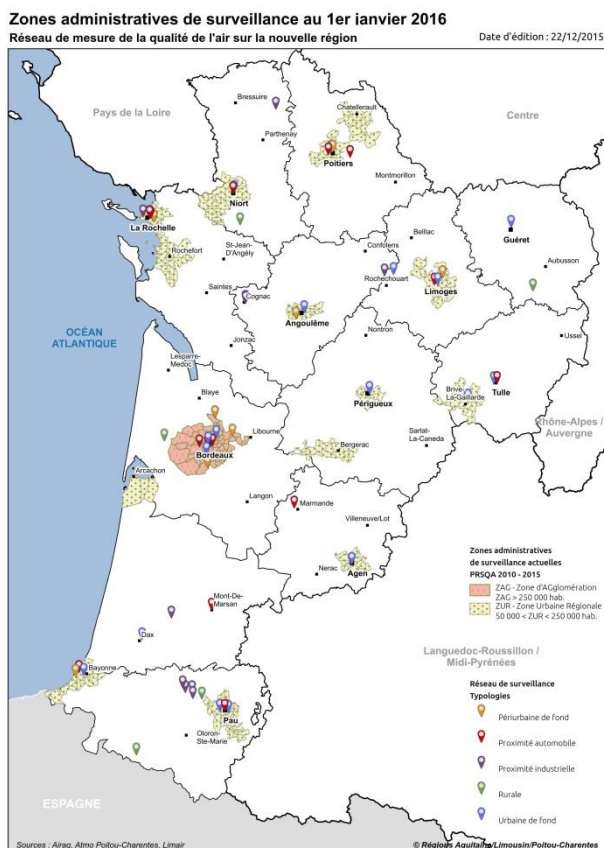 Zones administratives de surveillance au 1er janvier 2016
Réseau de mesure de la qualité de l'air sur la nouvelle région
Date d'édition : 22/12/2015
Pays de la Loire
Centre
Bressuire
Chatellerault
Parthenay
Poitiers
Montmorillon
Niort
La Rochelle
Rochefort
St-Jean-
D'Angély
Confolens
Bellac
Guéret
Aubusson
Saintes
Cognac
Rochechouart
Limoges
Angoulême
OCÉAN
ATLANTIQUE
Jonzac
Nontron
Ussel
Lesparre-
Medoc
Blaye
Périgueux
Brive-
La-Gaillarde
Tulle
Rhône-Alpes /
Auvergne
Libourne
Bordeaux
Bergerac
Sarlat-
La-Caneda
Arcachon
Langon
Marmande
Villeneuve/Lot
Nerac
Agen
Zones administratives
de surveillance actuelles
PRSQA 2010 - 2015
ZAG - Zone d'AGglomération
ZAG > 250 000 hab.
ZUR - Zone Urbaine Régionale
50 000 < ZUR < 250 000 hab.
Mont-De-
Marsan
Dax
Languedoc-Roussillon /
Midi-Pyrénées
Bayonne
Réseau de surveillance
Typologies
Périurbaine de fond
Proximité automobile
Proximité industrielle
Rurale
Urbaine de fond
Pau
Oloron-
Ste-Marie
ESPAGNE
Sources : Airaq, Atmo Poitou-Charentes, Limair
© Régions Aquitaine/Limousin/Poitou-Charentes